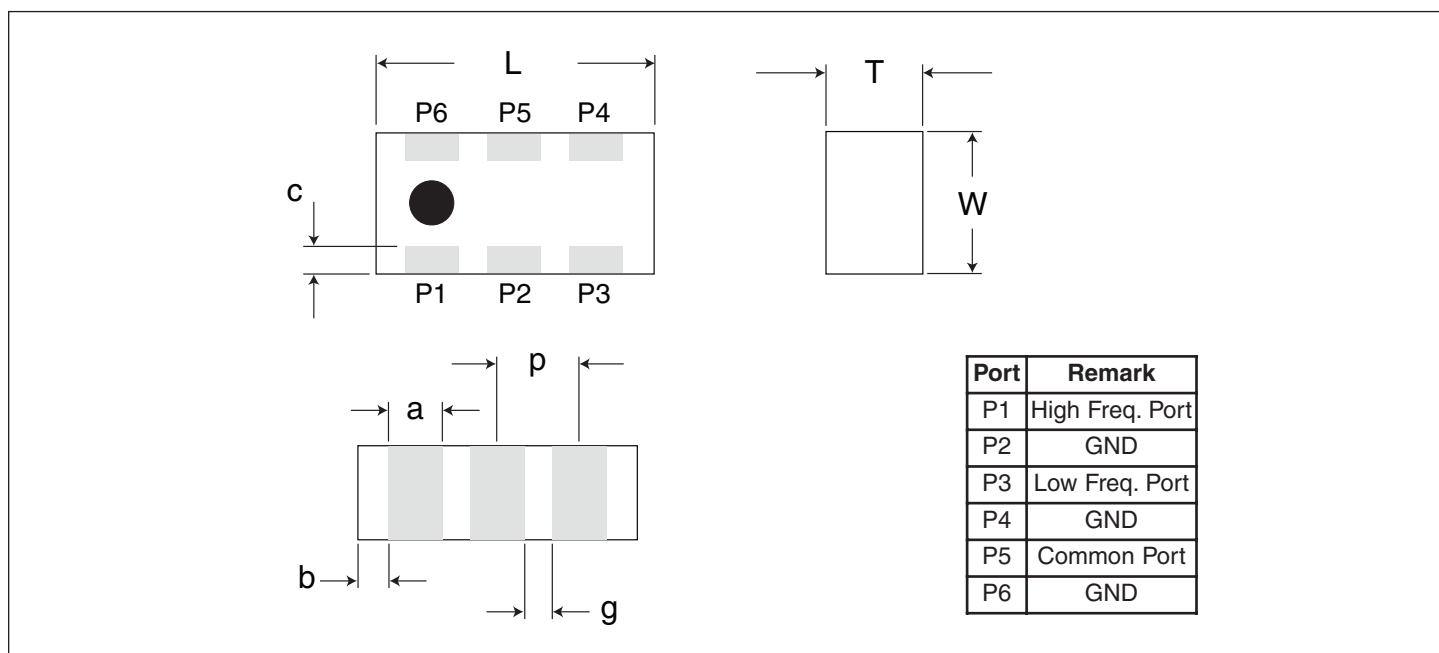 L
T
P6 P5 P4
c
W
P1 P2 P3
p
a
b
g
Port Remark
P1 High Freq. Port
P2 GND
P3 Low Freq. Port
P4 GND
P5 Common Port
P6 GND